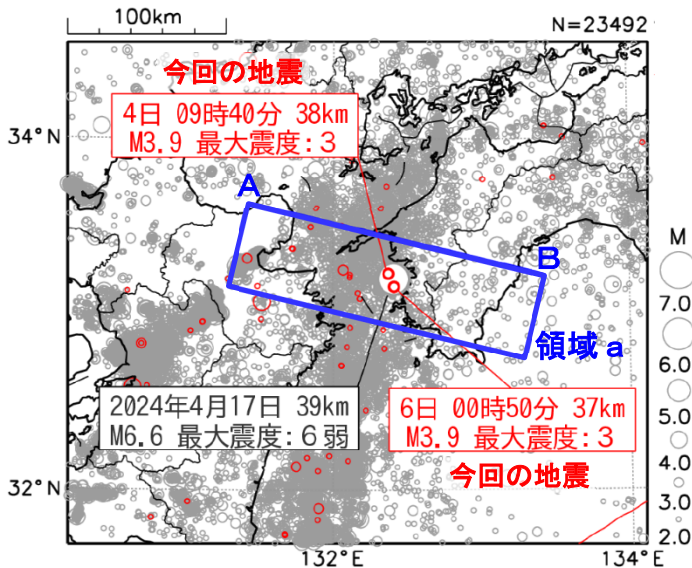 100km
N=23492
今回の地震
4日 09時40分 38km
M3.9 最大震度:3
34°N
A
B
M
7.0
6.0
5.0
4.0
3.0
2.0
領域a
2024年4月17日 39km
M6.6 最大震度:6弱
6日 00時50分 37km
M3.9 最大震度:3
今回の地震
32°N
132°E
134°E